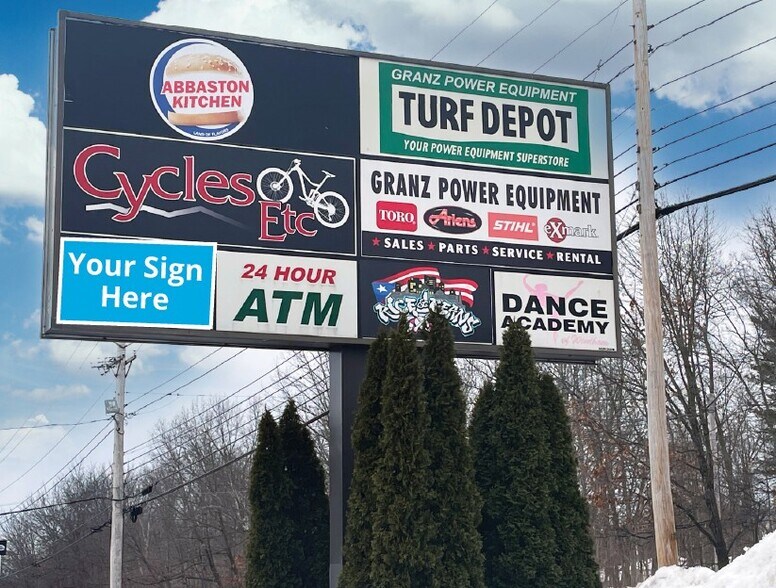 ABBASTON
KITCHEN
GRANZ POWER EQUIPMENT
TURF DEPOT
YOUR POWER EQUIPMENT SUPERSTORE
Cycles
Etc
GRANZ POWER EQUIPMENT
TORO
Ariens
STIHL
eXmark
SALES ★ PARTS ★ SERVICE ★ RENTAL
Your Sign
Here
24 HOUR
ATM
DANCE
ACADEMY
of